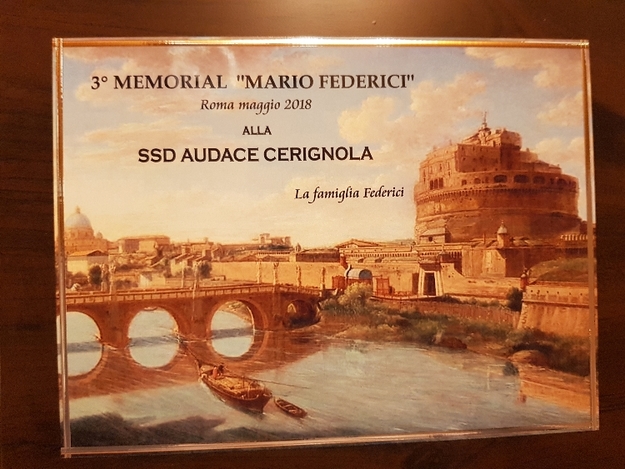 3° MEMORIAL "MARIO FEDERICI"
Roma maggio 2018
ALLA
SSD AUDACE CERIGNOLA
La famiglia Federici